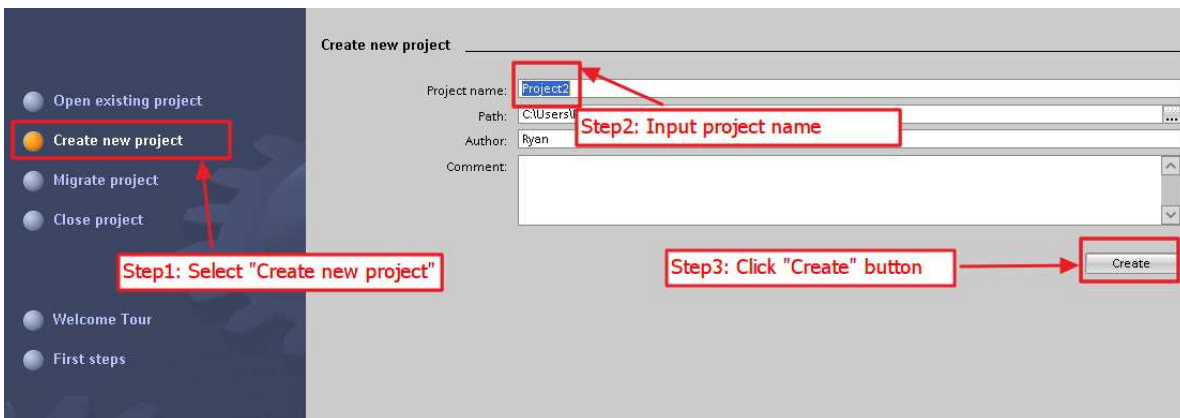 Create new project
Open existing project
Create new project
Migrate project
Close project
Welcome Tour
First steps
Project name: Project2
Path: C:\Users\
Author: Ryan
Comment:
...
Create
Step1: Select "Create new project"
Step2: Input project name
Step3: Click "Create" button